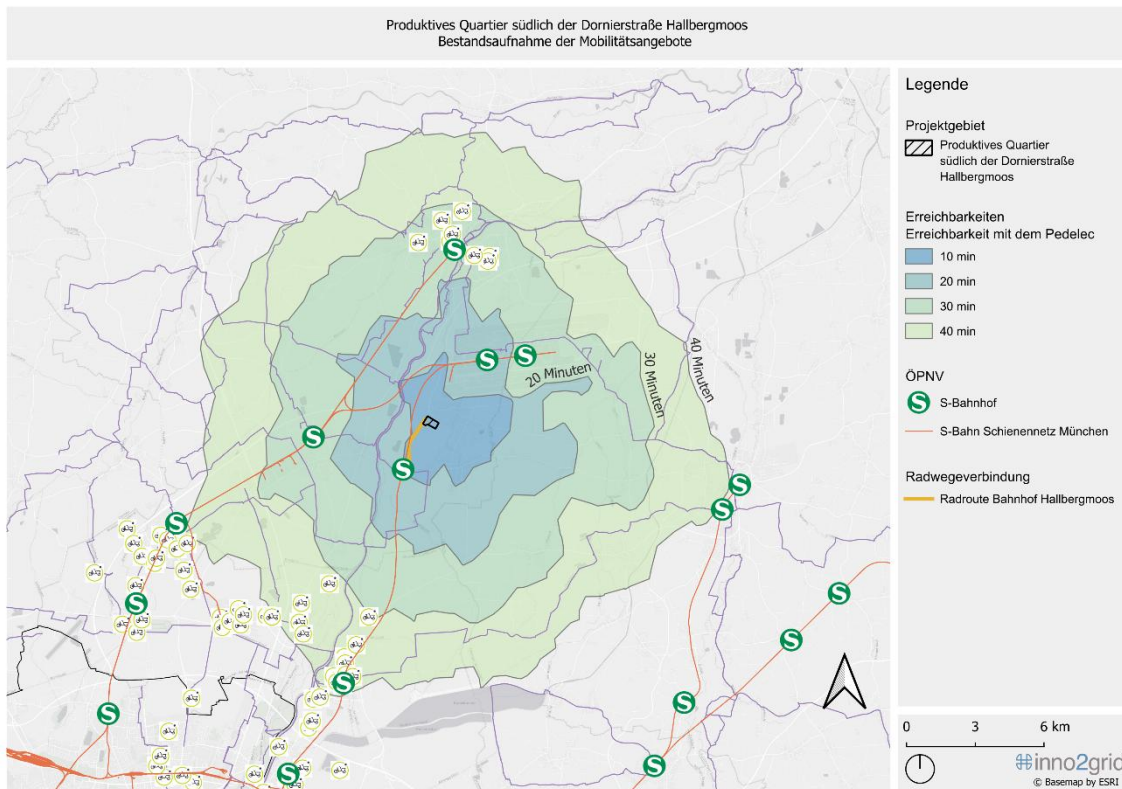 Produktives Quartier südlich der Dornierstraße Hallbergmoos
Bestandsaufnahme der Mobilitätsangebote
S
S
S
20 Minuten
30 Minuten
40 Minuten
S
S
S
S
S
S
S
S
S
S
S
S
S
Legende
Projektgebiet
Produktives Quartier
südlich der Dornierstraße
Hallbergmoos
Erreichbarkeiten
Erreichbarkeit mit dem Pedelec
10 min
20 min
30 min
40 min
ÖPNV
S S-Bahnhof
S-Bahn Schienennetz München
Radwegeverbindung
Radroute Bahnhof Hallbergmoos
0 3 6 km
inno2grid
© Basemap by ESRI